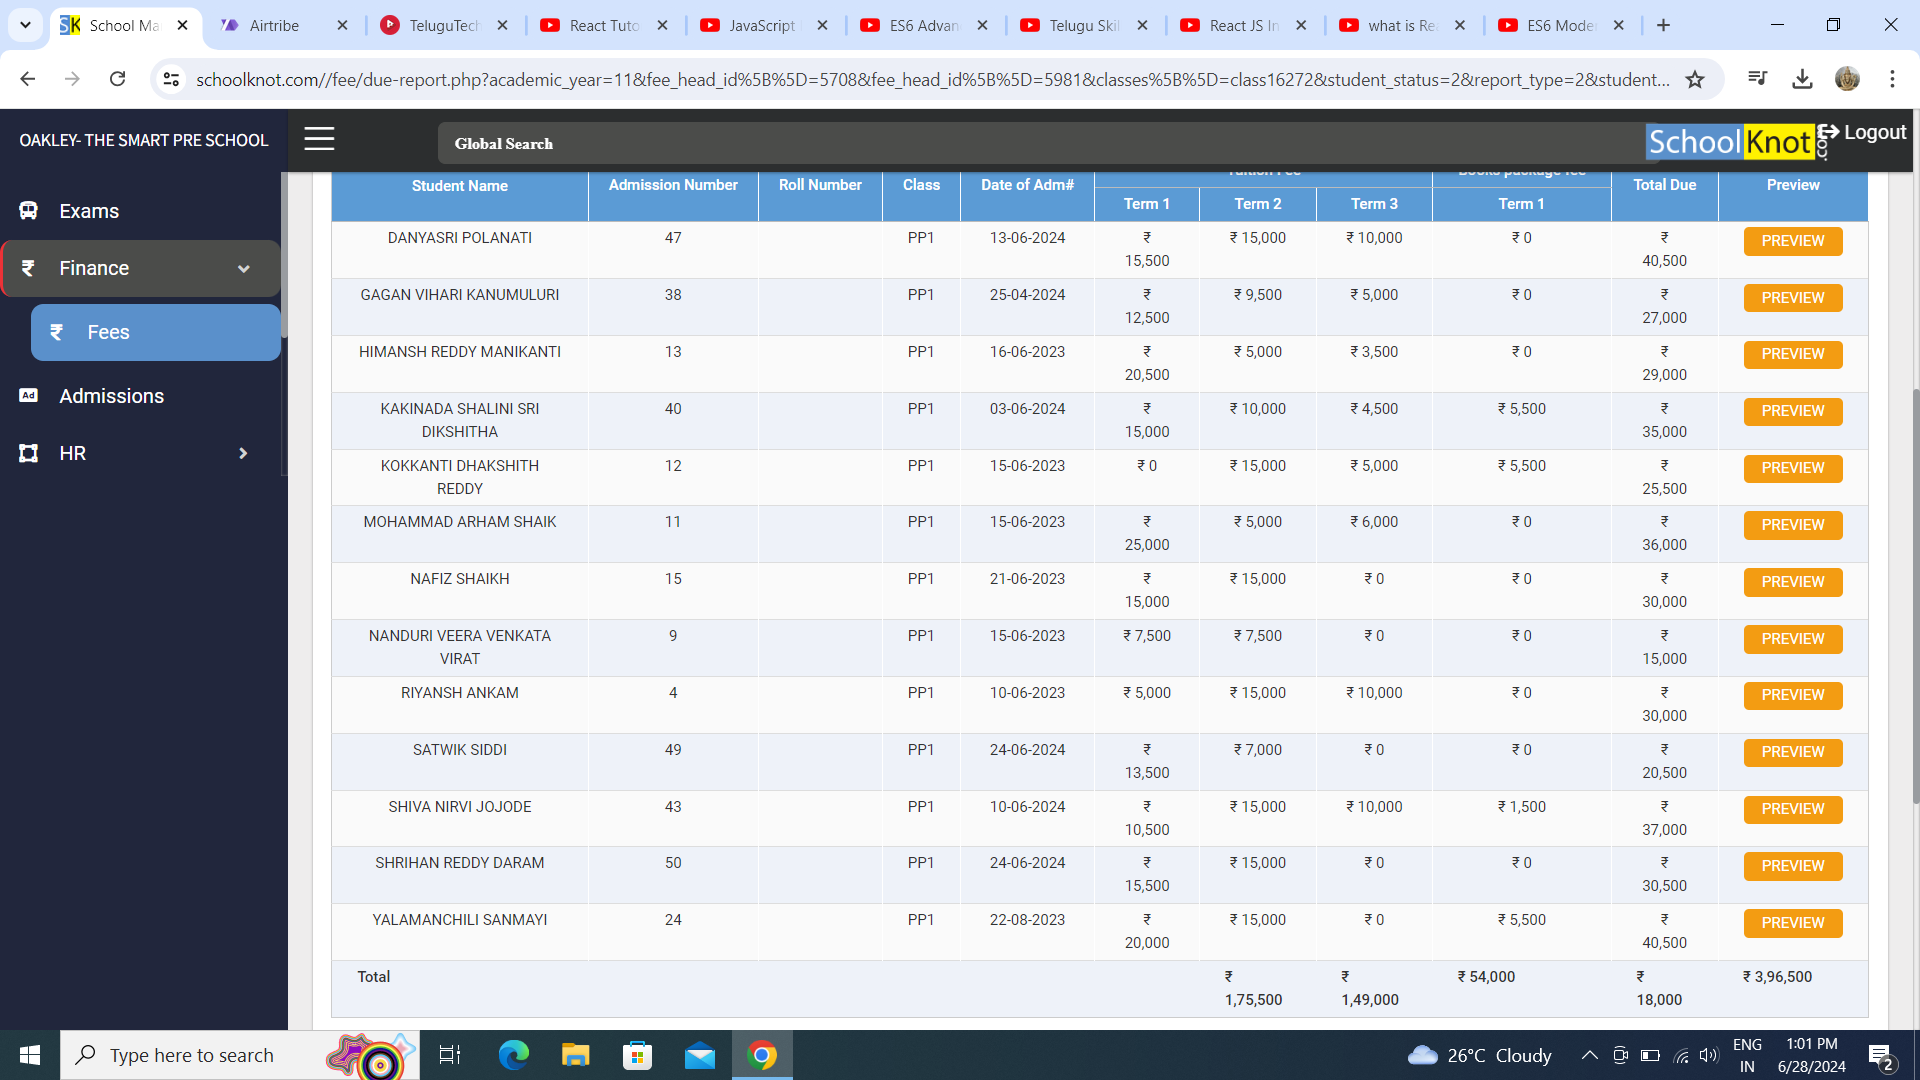 School Ma
Airtribe
TeluguTech
React Tuto
JavaScript
ES6 Advan
Telugu Skil
React JS In
what is Rea
ES6 Moder
schoolknot.com//fee/due-report.php?academic_year=11&fee_head_id%5B%5D=5708&fee_head_id%5B%5D=5981&classes%5B%5D=class16272&student_status=2&report_type=2&student...
OAKLEY- THE SMART PRE SCHOOL
Global Search
SchoolKnot.com
Logout
Exams
₹ Finance
₹ Fees
Ad Admissions
HR
Tuition Fee Books package fee
Student Name Admission Number Roll Number Class Date of Adm# Total Due Preview
Term 1 Term 2 Term 3 Term 1
DANYASRI POLANATI 47 PP1 13-06-2024 ₹ ₹ 15,000 ₹ 10,000 ₹ 0 ₹ PREVIEW
15,500 40,500
GAGAN VIHARI KANUMULURI 38 PP1 25-04-2024 ₹ ₹ 9,500 ₹ 5,000 ₹ 0 ₹ PREVIEW
12,500 27,000
HIMANSH REDDY MANIKANTI 13 PP1 16-06-2023 ₹ ₹ 5,000 ₹ 3,500 ₹ 0 ₹ PREVIEW
20,500 29,000
KAKINADA SHALINI SRI 40 PP1 03-06-2024 ₹ ₹ 10,000 ₹ 4,500 ₹ 5,500 ₹ PREVIEW
DIKSHITHA 15,000 35,000
KOKKANTI DHAKSHITH 12 PP1 15-06-2023 ₹ 0 ₹ 15,000 ₹ 5,000 ₹ 5,500 ₹ PREVIEW
REDDY 25,500
MOHAMMAD ARHAM SHAIK 11 PP1 15-06-2023 ₹ ₹ 5,000 ₹ 6,000 ₹ 0 ₹ PREVIEW
25,000 36,000
NAFIZ SHAIKH 15 PP1 21-06-2023 ₹ ₹ 15,000 ₹ 0 ₹ 0 ₹ PREVIEW
15,000 30,000
NANDURI VEERA VENKATA 9 PP1 15-06-2023 ₹ 7,500 ₹ 7,500 ₹ 0 ₹ 0 ₹ PREVIEW
VIRAT 15,000
RIYANSH ANKAM 4 PP1 10-06-2023 ₹ 5,000 ₹ 15,000 ₹ 10,000 ₹ 0 ₹ PREVIEW
30,000
SATWIK SIDDI 49 PP1 24-06-2024 ₹ ₹ 7,000 ₹ 0 ₹ 0 ₹ PREVIEW
13,500 20,500
SHIVA NIRVI JOJODE 43 PP1 10-06-2024 ₹ ₹ 15,000 ₹ 10,000 ₹ 1,500 ₹ PREVIEW
10,500 37,000
SHRIHAN REDDY DARAM 50 PP1 24-06-2024 ₹ ₹ 15,000 ₹ 0 ₹ 0 ₹ PREVIEW
15,500 30,500
YALAMANCHILI SANMAYI 24 PP1 22-08-2023 ₹ ₹ 15,000 ₹ 0 ₹ 5,500 ₹ PREVIEW
20,000 40,500
Total ₹ ₹ ₹ 54,000 ₹ ₹ 3,96,500
1,75,500 1,49,000 18,000
Type here to search
26°C Cloudy
ENG
IN
1:01 PM
6/28/2024
2